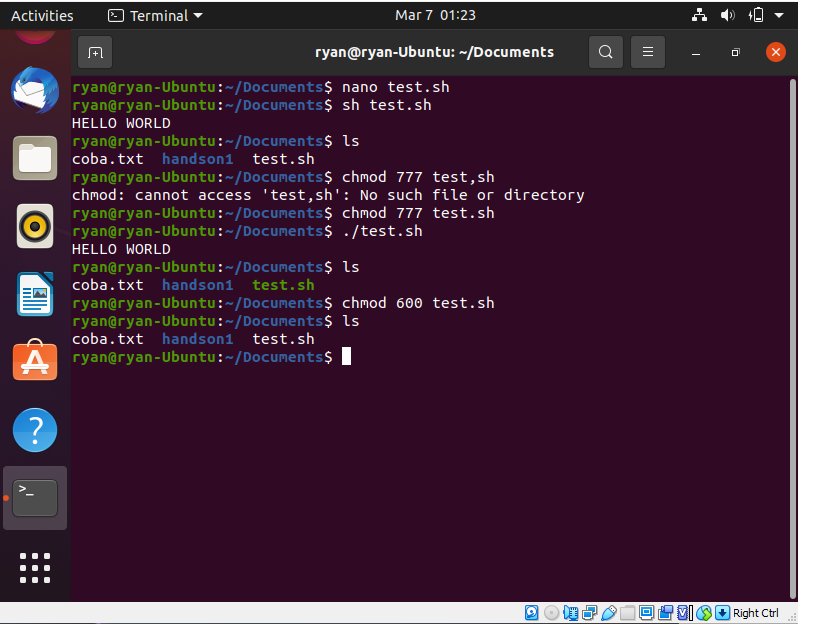 Activities Terminal Mar 7 01:23
ryan@ryan-Ubuntu: ~/Documents
ryan@ryan-Ubuntu:~/Documents$ nano test.sh
ryan@ryan-Ubuntu:~/Documents$ sh test.sh
HELLO WORLD
ryan@ryan-Ubuntu:~/Documents$ ls
coba.txt handson1 test.sh
ryan@ryan-Ubuntu:~/Documents$ chmod 777 test,sh
chmod: cannot access 'test,sh': No such file or directory
ryan@ryan-Ubuntu:~/Documents$ chmod 777 test.sh
ryan@ryan-Ubuntu:~/Documents$ ./test.sh
HELLO WORLD
ryan@ryan-Ubuntu:~/Documents$ ls
coba.txt handson1 test.sh
ryan@ryan-Ubuntu:~/Documents$ chmod 600 test.sh
ryan@ryan-Ubuntu:~/Documents$ ls
coba.txt handson1 test.sh
ryan@ryan-Ubuntu:~/Documents$
Right Ctrl